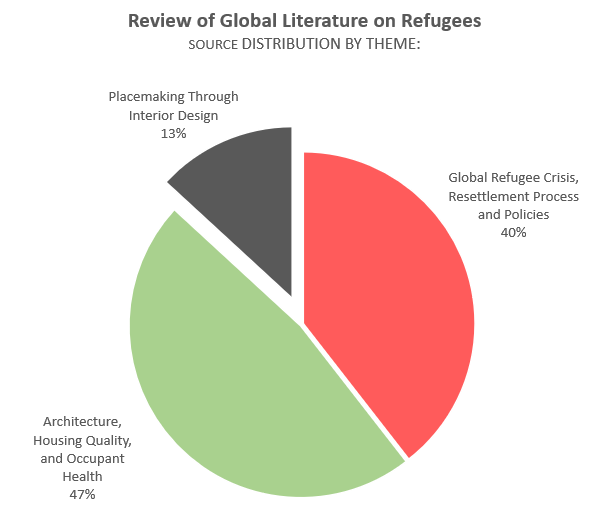 Review of Global Literature on Refugees
SOURCE DISTRIBUTION BY THEME:
Placemaking Through
Interior Design
13%
Global Refugee Crisis,
Resettlement Process
and Policies
40%
Architecture,
Housing Quality,
and Occupant
Health
47%